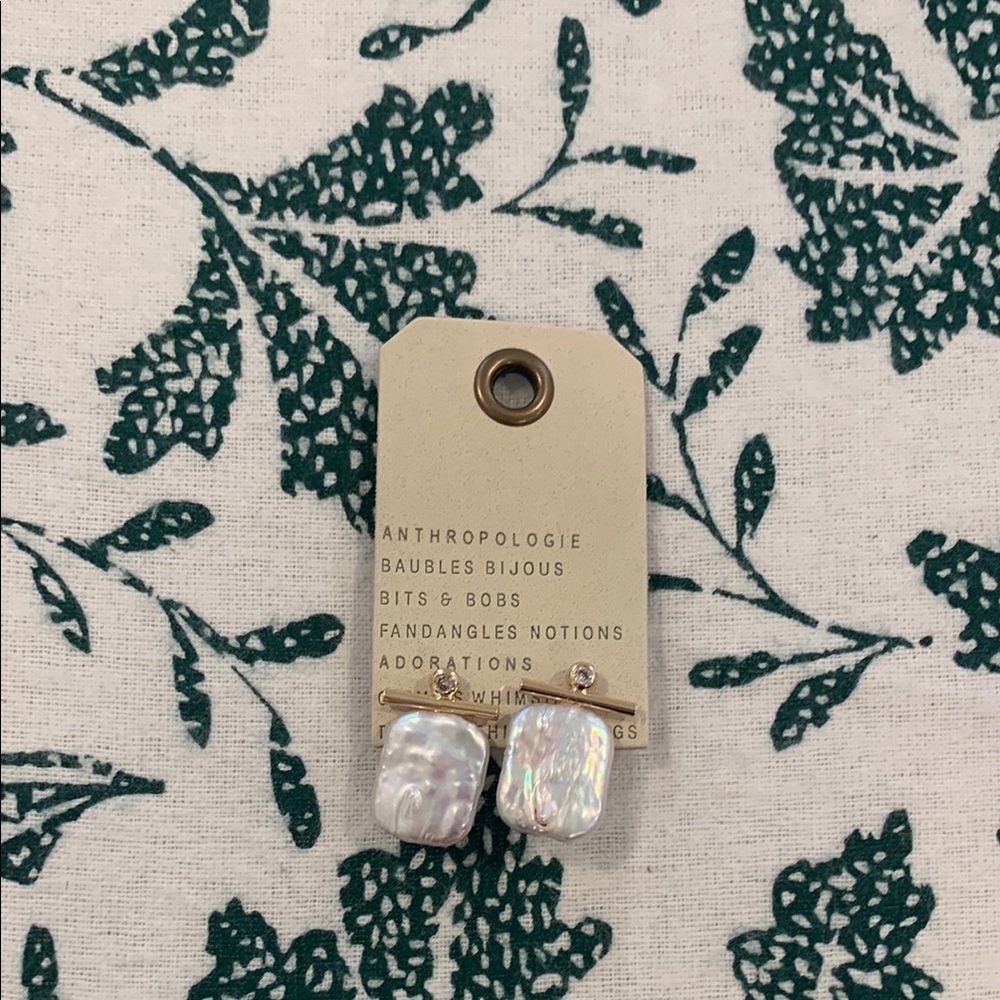 ANTHROPOLOGIE
BAUBLES BIJOUS
BITS & BOBS
FANDANGLES NOTIONS
ADORATIONS